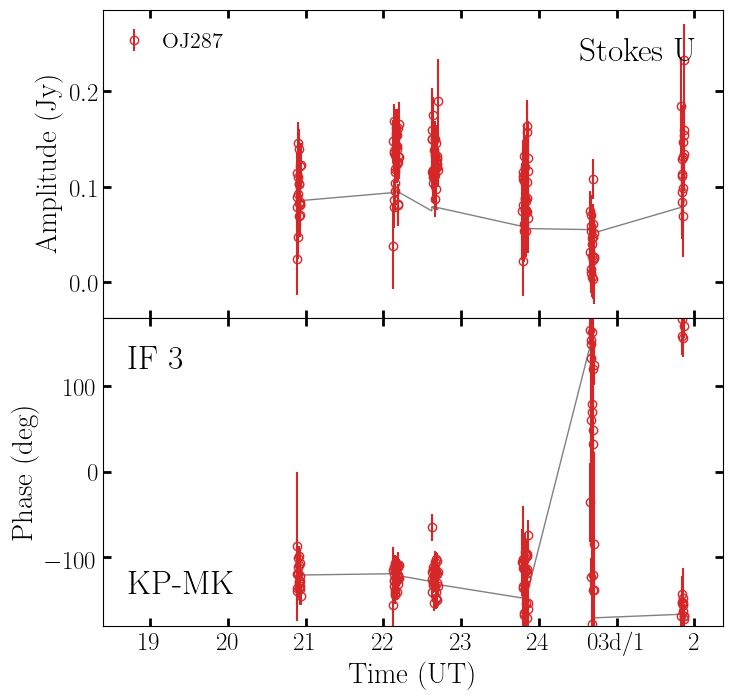 OJ287
Stokes U
Amplitude (Jy)
0.2
0.1
0.0
IF 3
KP-MK
Phase (deg)
100
0
−100
19 20 21 22 23 24 03d/1 2
Time (UT)